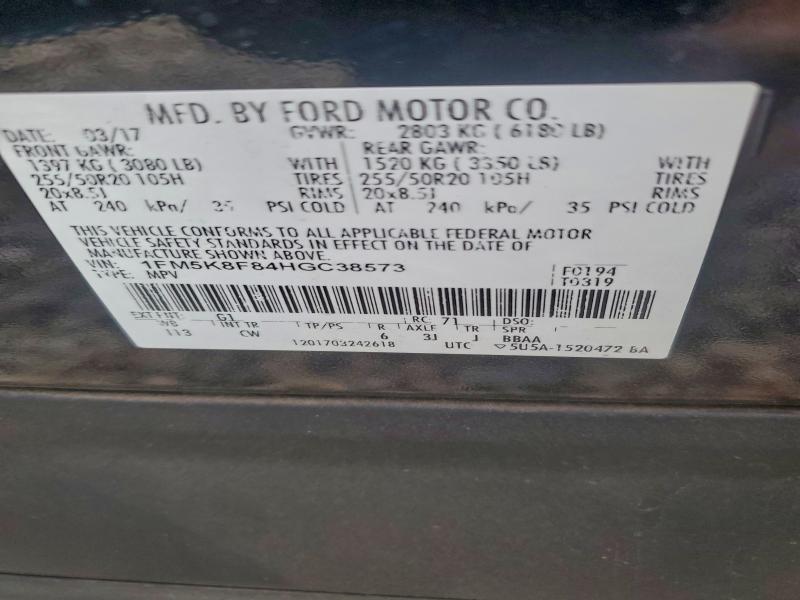 MFD. BY FORD MOTOR CO.
DATE: 03/17 GVWR: 2803 KG ( 6180 LB)
FRONT GAWR: REAR GAWR:
1397 KG ( 3080 LB) WITH 1520 KG ( 3350 LB) WITH
255/50R20 105H TIRES 255/50R20 105H TIRES
20x8.5J RIMS 20x8.5J RIMS
AT 240 kPa/ 35 PSI COLD AT 240 kPa/ 35 PSI COLD
THIS VEHICLE CONFORMS TO ALL APPLICABLE FEDERAL MOTOR
VEHICLE SAFETY STANDARDS IN EFFECT ON THE DATE OF
MANUFACTURE SHOWN ABOVE.
VIN: 1FM5K8F84HGC38573 F0194
TYPE: MPV T0319
EXT PNT: G1 RC: 71 DSO:
WB INT TR TP/PS R AXLE TR SPR
113 CW 6 3J J BBAA
1201703242618 UTC ▽5U5A-1520472-BA